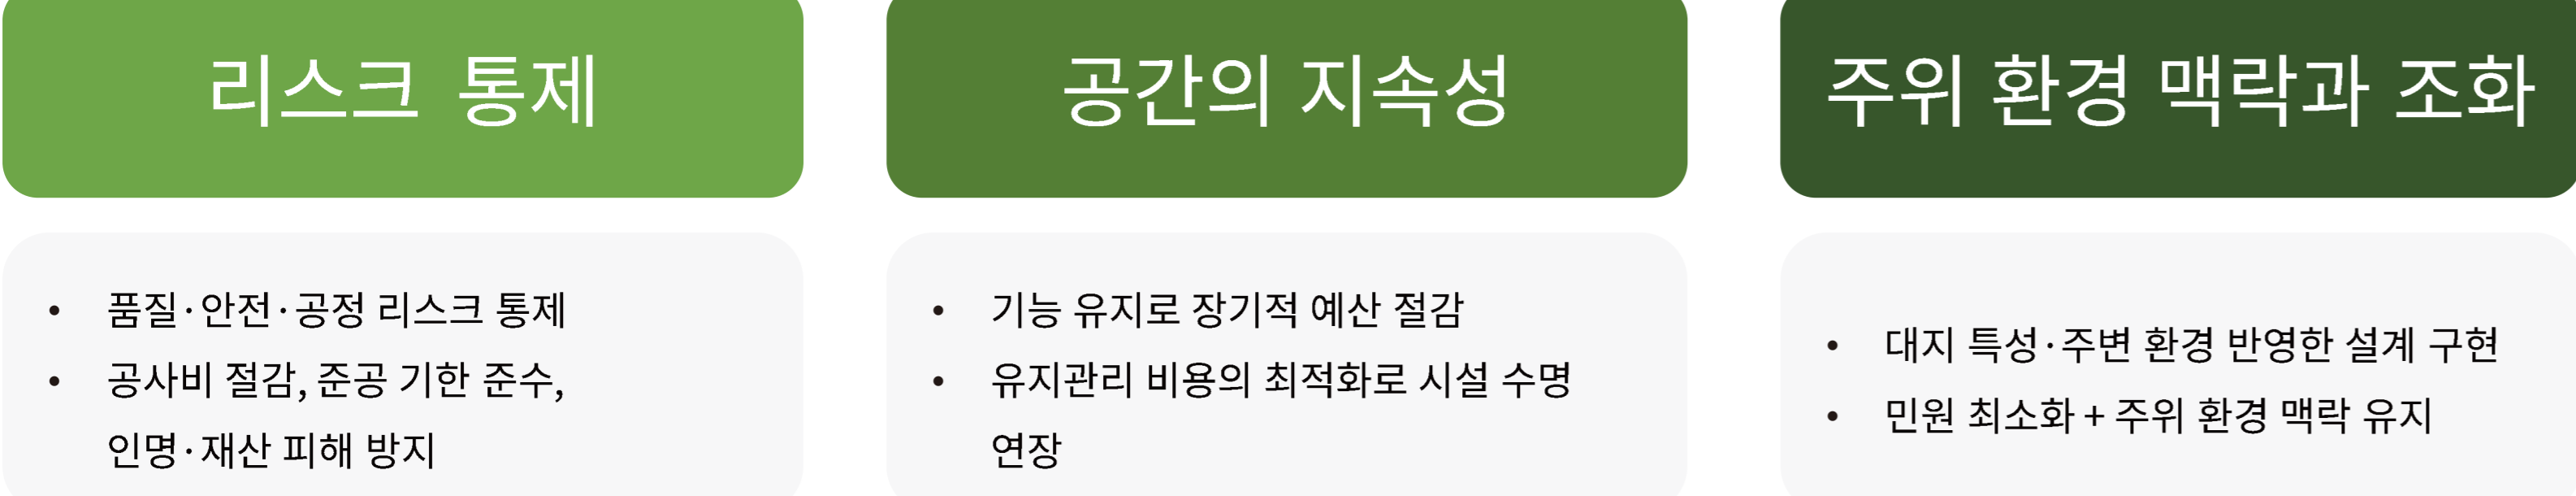 리스크 통제
• 품질·안전·공정 리스크 통제
• 공사비 절감, 준공 기한 준수,
인명·재산 피해 방지
공간의 지속성
• 기능 유지로 장기적 예산 절감
• 유지관리 비용의 최적화로 시설 수명
연장
주위 환경 맥락과 조화
• 대지 특성·주변 환경 반영한 설계 구현
• 민원 최소화 + 주위 환경 맥락 유지